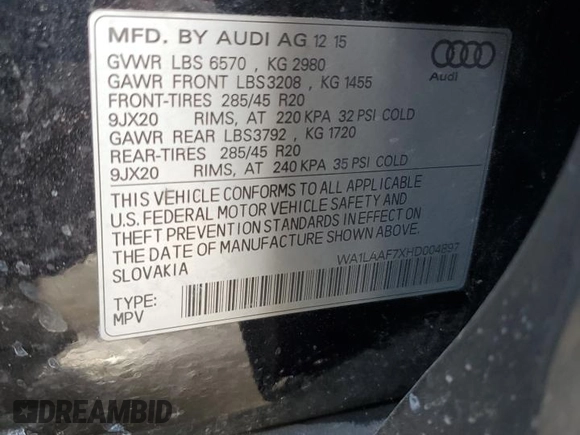 MFD. BY AUDI AG 12 15
GVWR LBS 6570 , KG 2980
GAWR FRONT LBS3208 , KG 1455
FRONT-TIRES 285/45 R20
9JX20 RIMS, AT 220 KPA 32 PSI COLD
GAWR REAR LBS3792 , KG 1720
REAR-TIRES 285/45 R20
9JX20 RIMS, AT 240 KPA 35 PSI COLD
Audi
THIS VEHICLE CONFORMS TO ALL APPLICABLE
U.S. FEDERAL MOTOR VEHICLE SAFETY AND
THEFT PREVENTION STANDARDS IN EFFECT ON
THE DATE OF MANUFACTURE SHOWN ABOVE.
SLOVAKIA
WA1LAAF7XHD004897
TYPE:
MPV
DREAMBID